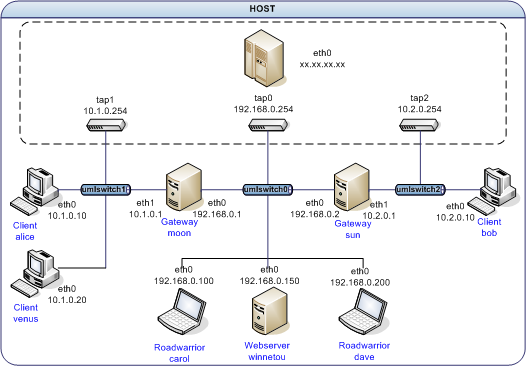 HOST
eth0
xx.xx.xx.xx
tap1
10.1.0.254
tap0
192.168.0.254
tap2
10.2.0.254
umlswitch1
umlswitch0
umlswitch2
eth0
10.1.0.10
Client
alice
eth1
10.1.0.1
Gateway
moon
eth0
192.168.0.1
eth0
192.168.0.2
Gateway
sun
eth1
10.2.0.1
eth0
10.2.0.10
Client
bob
eth0
10.1.0.20
Client
venus
eth0
192.168.0.100
Roadwarrior
carol
eth0
192.168.0.150
Webserver
winnetou
eth0
192.168.0.200
Roadwarrior
dave